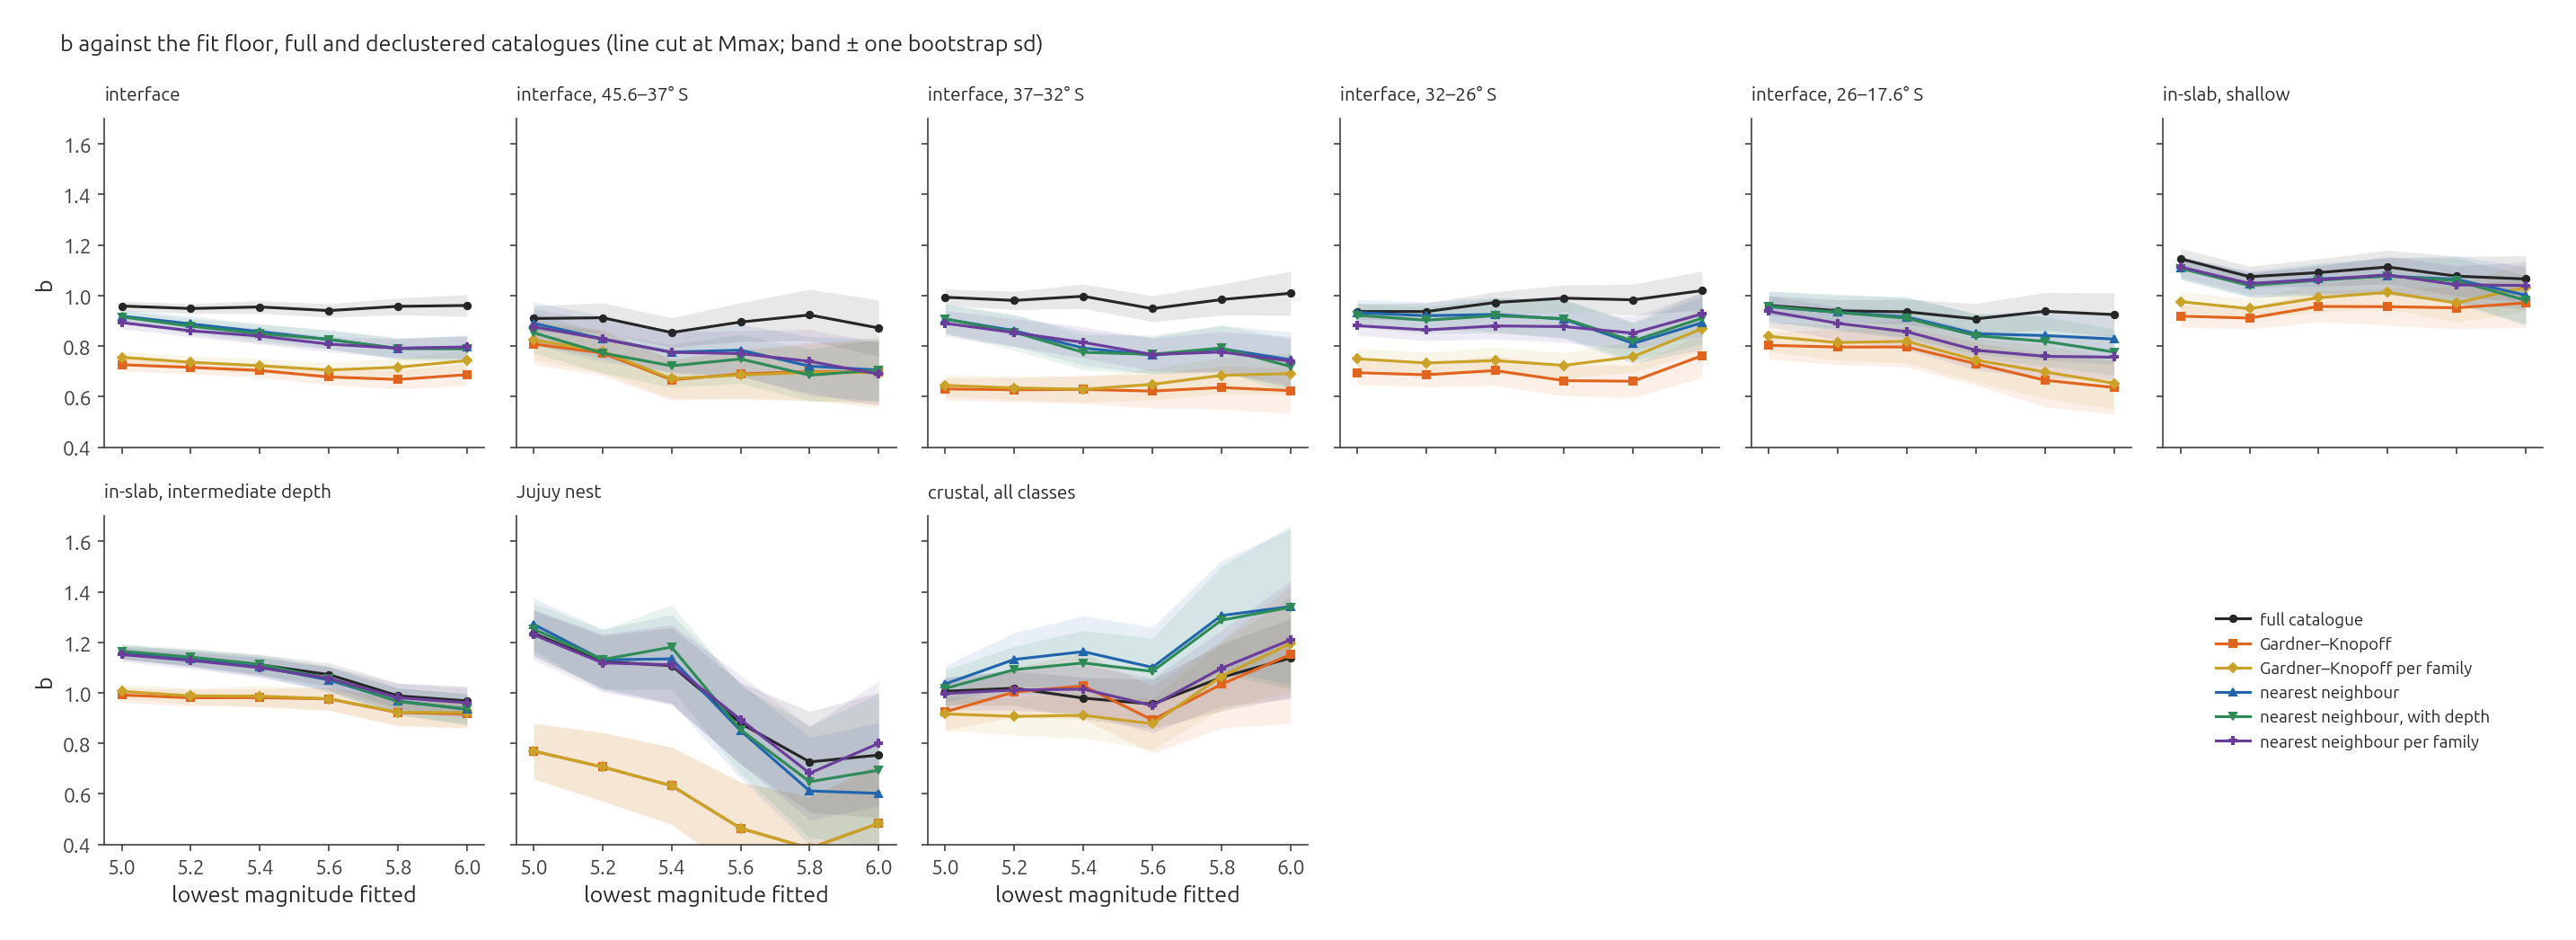 b against the fit floor, full and declustered catalogues (line cut at Mmax; band ± one bootstrap sd)
interface
interface, 45.6–37° S
interface, 37–32° S
interface, 32–26° S
interface, 26–17.6° S
in-slab, shallow
1.6
1.4
1.2
1.0
0.8
0.6
0.4
b
in-slab, intermediate depth
Jujuy nest
crustal, all classes
1.6
1.4
1.2
1.0
0.8
0.6
0.4
b
5.0 5.2 5.4 5.6 5.8 6.0
5.0 5.2 5.4 5.6 5.8 6.0
5.0 5.2 5.4 5.6 5.8 6.0
lowest magnitude fitted
lowest magnitude fitted
lowest magnitude fitted
full catalogue
Gardner–Knopoff
Gardner–Knopoff per family
nearest neighbour
nearest neighbour, with depth
nearest neighbour per family